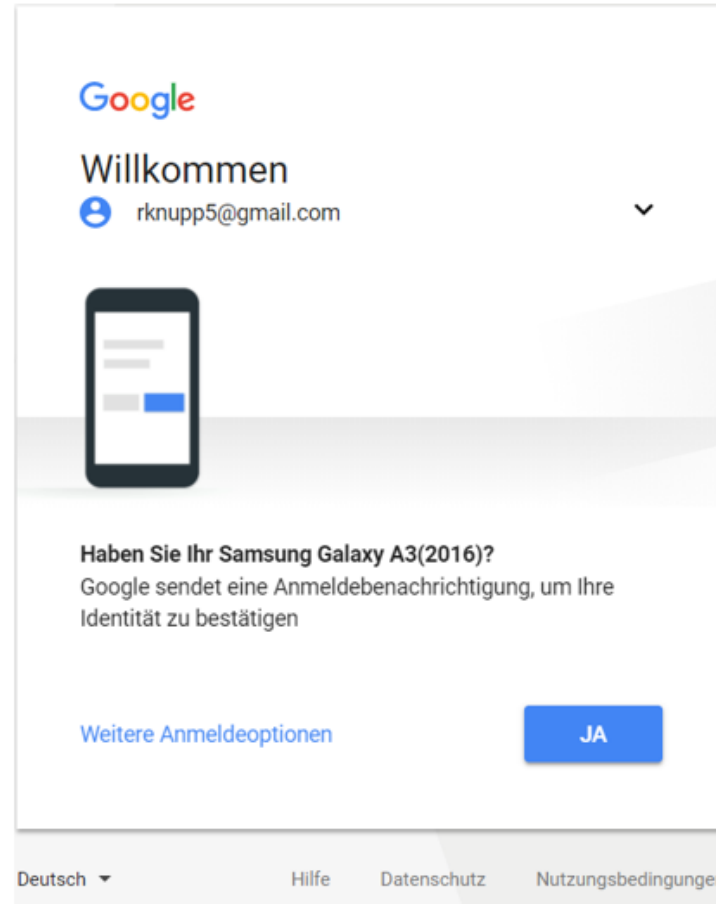 Google
Willkommen
rknupp5@gmail.com
Haben Sie Ihr Samsung Galaxy A3(2016)?
Google sendet eine Anmeldebenachrichtigung, um Ihre
Identität zu bestätigen
Weitere Anmeldeoptionen
JA
Deutsch
Hilfe
Datenschutz